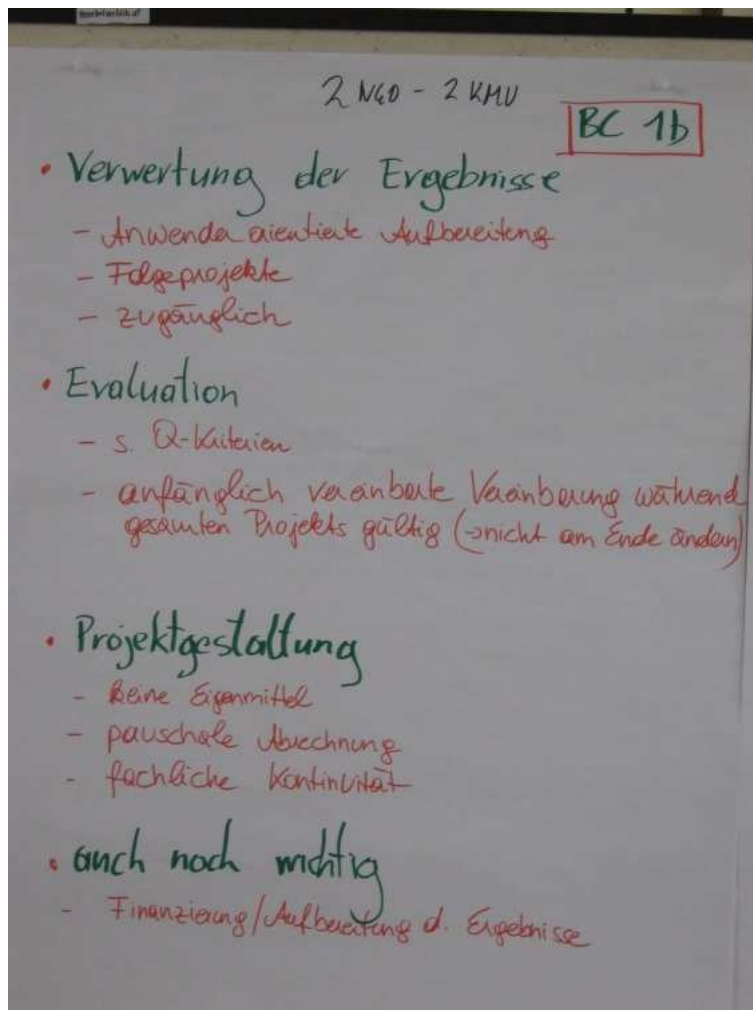 2 NGO - 2 KMU
BC 1b
• Verwertung der Ergebnisse
- Anwenderorientierte Aufbereitung
- Folgeprojekte
- zugänglich
• Evaluation
- s. Q-Kriterien
- anfänglich vereinbarte Vereinbarung während
gesamten Projekts gültig (→nicht am Ende ändern)
• Projektgestaltung
- keine Eigenmittel
- pauschale Abrechnung
- fachliche Kontinuität
• auch noch wichtig
- Finanzierung/Aufbereitung d. Ergebnisse